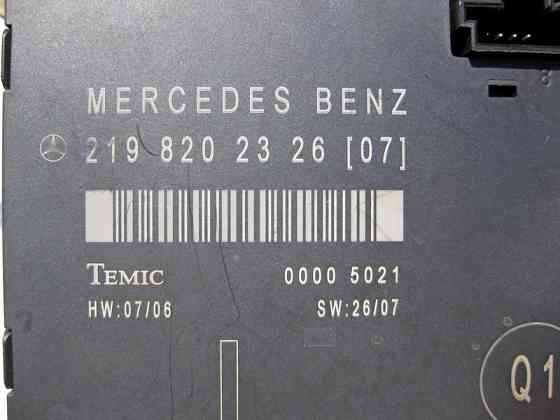 MERCEDES BENZ
219 820 23 26 [07]
TEMIC 0000 5021
HW:07/06 SW:26/07
Q1